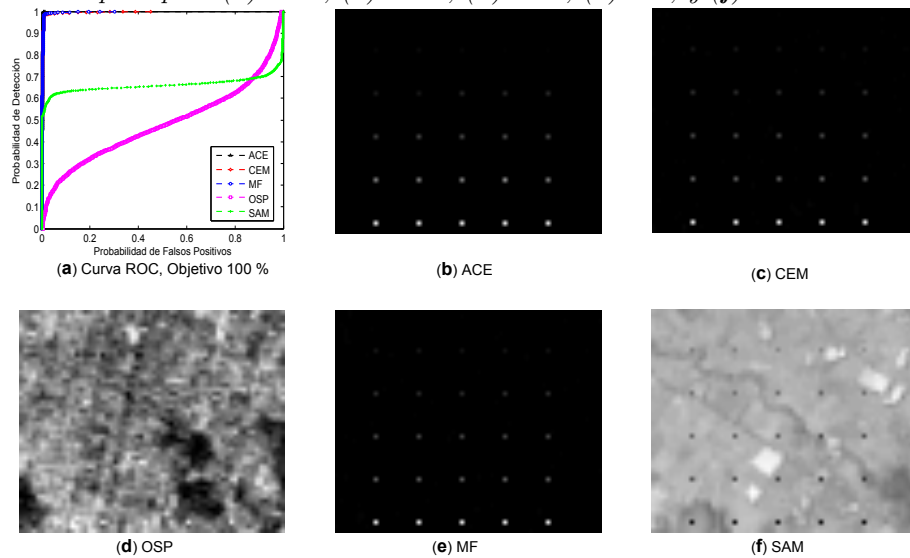 Probabilidad de Detección
1
0.9
0.8
0.7
0.6
0.5
0.4
0.3
0.2
0.1
0
0 0.2 0.4 0.6 0.8 1
ACE
CEM
MF
OSP
SAM
Probabilidad de Falsos Positivos
(a) Curva ROC, Objetivo 100 %
(b) ACE
(c) CEM
(d) OSP
(e) MF
(f) SAM